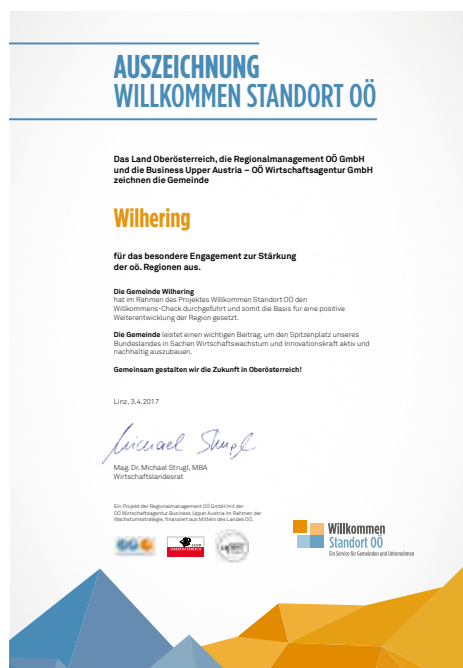 AUSZEICHNUNG
WILLKOMMEN STANDORT OÖ
Das Land Oberösterreich, die Regionalmanagement OÖ GmbH
und die Business Upper Austria – OÖ Wirtschaftsagentur GmbH
zeichnen die Gemeinde
Wilhering
für das besondere Engagement zur Stärkung
der oö. Regionen aus.
Die Gemeinde Wilhering
hat im Rahmen des Projektes Willkommen Standort OÖ den
Willkommens-Check durchgeführt und somit die Basis für eine positive
Weiterentwicklung der Region gesetzt.
Die Gemeinde leistet einen wichtigen Beitrag, um den Spitzenplatz unseres
Bundeslandes in Sachen Wirtschaftswachstum und Innovationskraft aktiv und
nachhaltig auszubauen.
Gemeinsam gestalten wir die Zukunft in Oberösterreich!
Linz, 3.4.2017
Michael Strugl
Mag. Dr. Michael Strugl, MBA
Wirtschaftslandesrat
Ein Projekt der Regionalmanagement OÖ GmbH mit der
OÖ Wirtschaftsagentur Business Upper Austria im Rahmen der
Wachstumsstrategie, finanziert aus Mitteln des Landes OÖ.
LAND
OBERÖSTERREICH
Willkommen
Standort OÖ
Ein Service für Gemeinden und Unternehmen